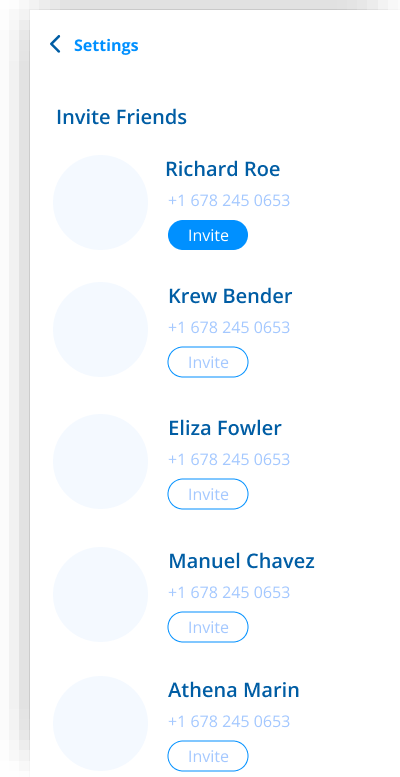 Settings
Invite Friends
Richard Roe
+1 678 245 0653
Invite
Krew Bender
+1 678 245 0653
Invite
Eliza Fowler
+1 678 245 0653
Invite
Manuel Chavez
+1 678 245 0653
Invite
Athena Marin
+1 678 245 0653
Invite